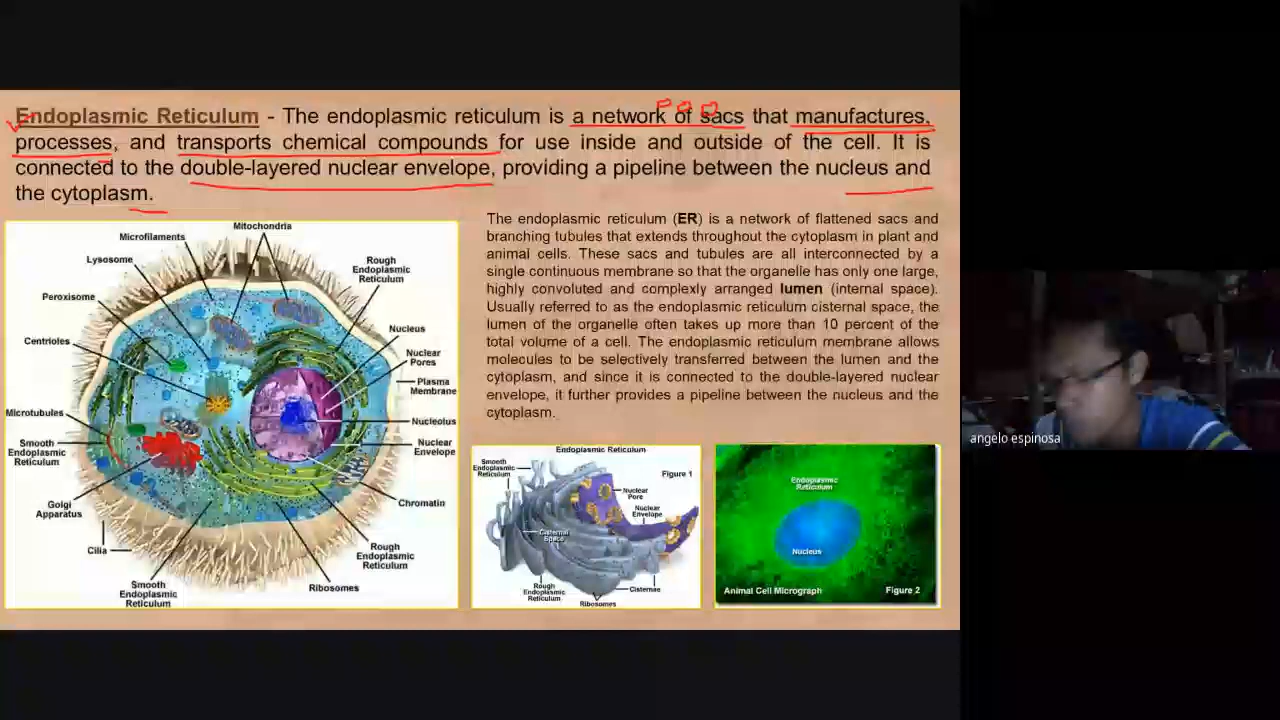 Endoplasmic Reticulum - The endoplasmic reticulum is a network of sacs that manufactures,
processes, and transports chemical compounds for use inside and outside of the cell. It is
connected to the double-layered nuclear envelope, providing a pipeline between the nucleus and
the cytoplasm.
Mitochondria
Microfilaments
Lysosome
Rough
Endoplasmic
Reticulum
Peroxisome
Nucleus
Centrioles
Nuclear
Pores
Plasma
Membrane
Microtubules
Nucleolus
Smooth
Endoplasmic
Reticulum
Nuclear
Envelope
Golgi
Apparatus
Chromatin
Cilia
Rough
Endoplasmic
Reticulum
Smooth
Endoplasmic
Reticulum
Ribosomes
The endoplasmic reticulum (ER) is a network of flattened sacs and
branching tubules that extends throughout the cytoplasm in plant and
animal cells. These sacs and tubules are all interconnected by a
single continuous membrane so that the organelle has only one large,
highly convoluted and complexly arranged lumen (internal space).
Usually referred to as the endoplasmic reticulum cisternal space, the
lumen of the organelle often takes up more than 10 percent of the
total volume of a cell. The endoplasmic reticulum membrane allows
molecules to be selectively transferred between the lumen and the
cytoplasm, and since it is connected to the double-layered nuclear
envelope, it further provides a pipeline between the nucleus and the
cytoplasm.
Endoplasmic Reticulum
Smooth
Endoplasmic
Reticulum
Figure 1
Nuclear
Pore
Nuclear
Envelope
Cisternal
Space
Rough
Endoplasmic
Reticulum
Cisternae
Ribosomes
Endoplasmic
Reticulum
Nucleus
Animal Cell Micrograph
Figure 2
angelo espinosa